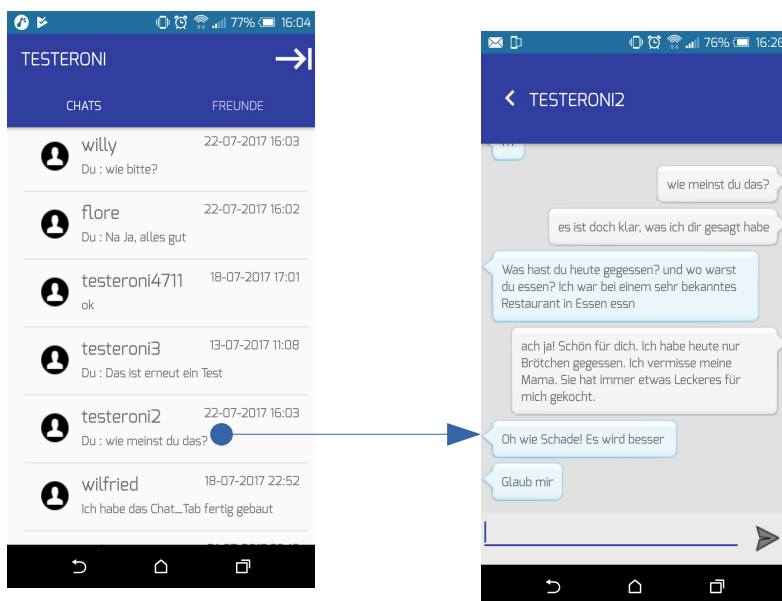 77% 16:04
TESTERONI
CHATS FREUNDE
willy 22-07-2017 16:03
Du : wie bitte?
flore 22-07-2017 16:02
Du : Na Ja, alles gut
testeroni4711 18-07-2017 17:01
ok
testeroni3 13-07-2017 11:08
Du : Das ist erneut ein Test
testeroni2 22-07-2017 16:03
Du : wie meinst du das?
wilfried 18-07-2017 22:52
Ich habe das Chat_Tab fertig gebaut
76% 16:26
TESTERONI2
wie meinst du das?
es ist doch klar, was ich dir gesagt habe
Was hast du heute gegessen? und wo warst
du essen? Ich war bei einem sehr bekanntes
Restaurant in Essen essn
ach ja! Schön für dich. Ich habe heute nur
Brötchen gegessen. Ich vermisse meine
Mama. Sie hat immer etwas Leckeres für
mich gekocht.
Oh wie Schade! Es wird besser
Glaub mir